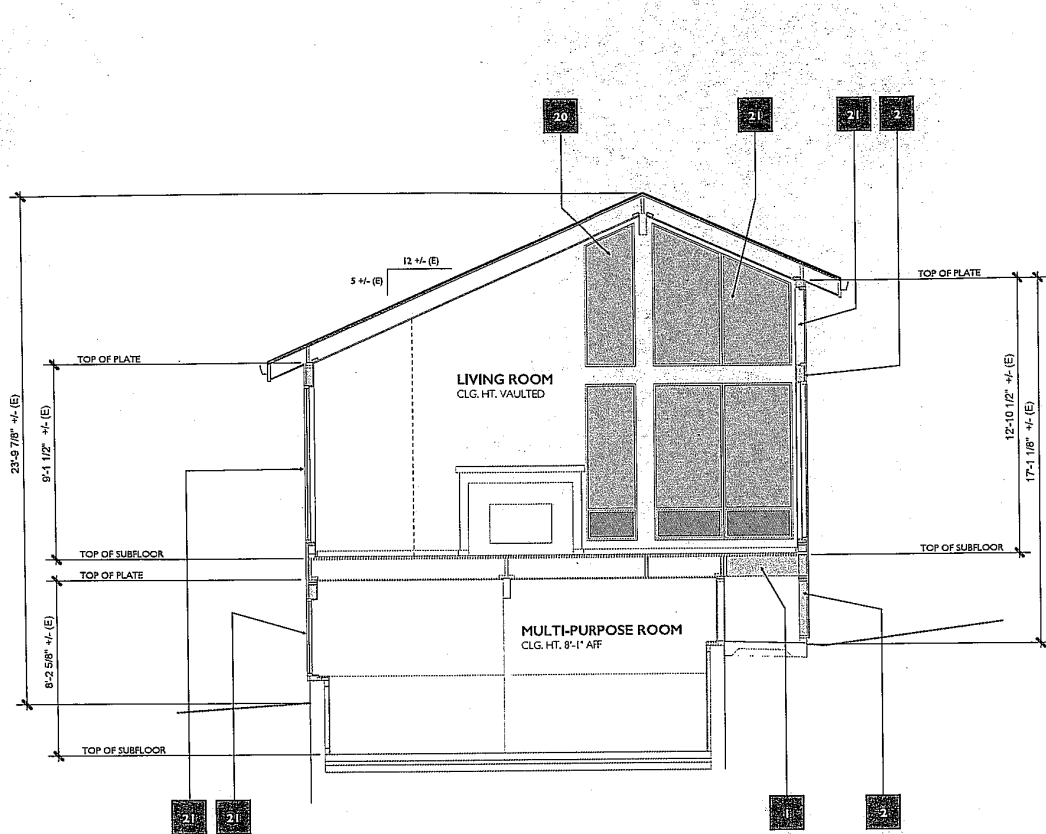 20
21
21
2
12 +/- (E)
5 +/- (E)
TOP OF PLATE
TOP OF PLATE
LIVING ROOM
CLG. HT. VAULTED
23'-9 7/8" +/- (E)
9'-1 1/2" +/- (E)
12'-10 1/2" +/- (E)
17'-1 1/8" +/- (E)
TOP OF SUBFLOOR
TOP OF SUBFLOOR
TOP OF PLATE
MULTI-PURPOSE ROOM
CLG. HT. 8'-1" AFF
8'-2 5/8" +/- (E)
TOP OF SUBFLOOR
21
21
1
2